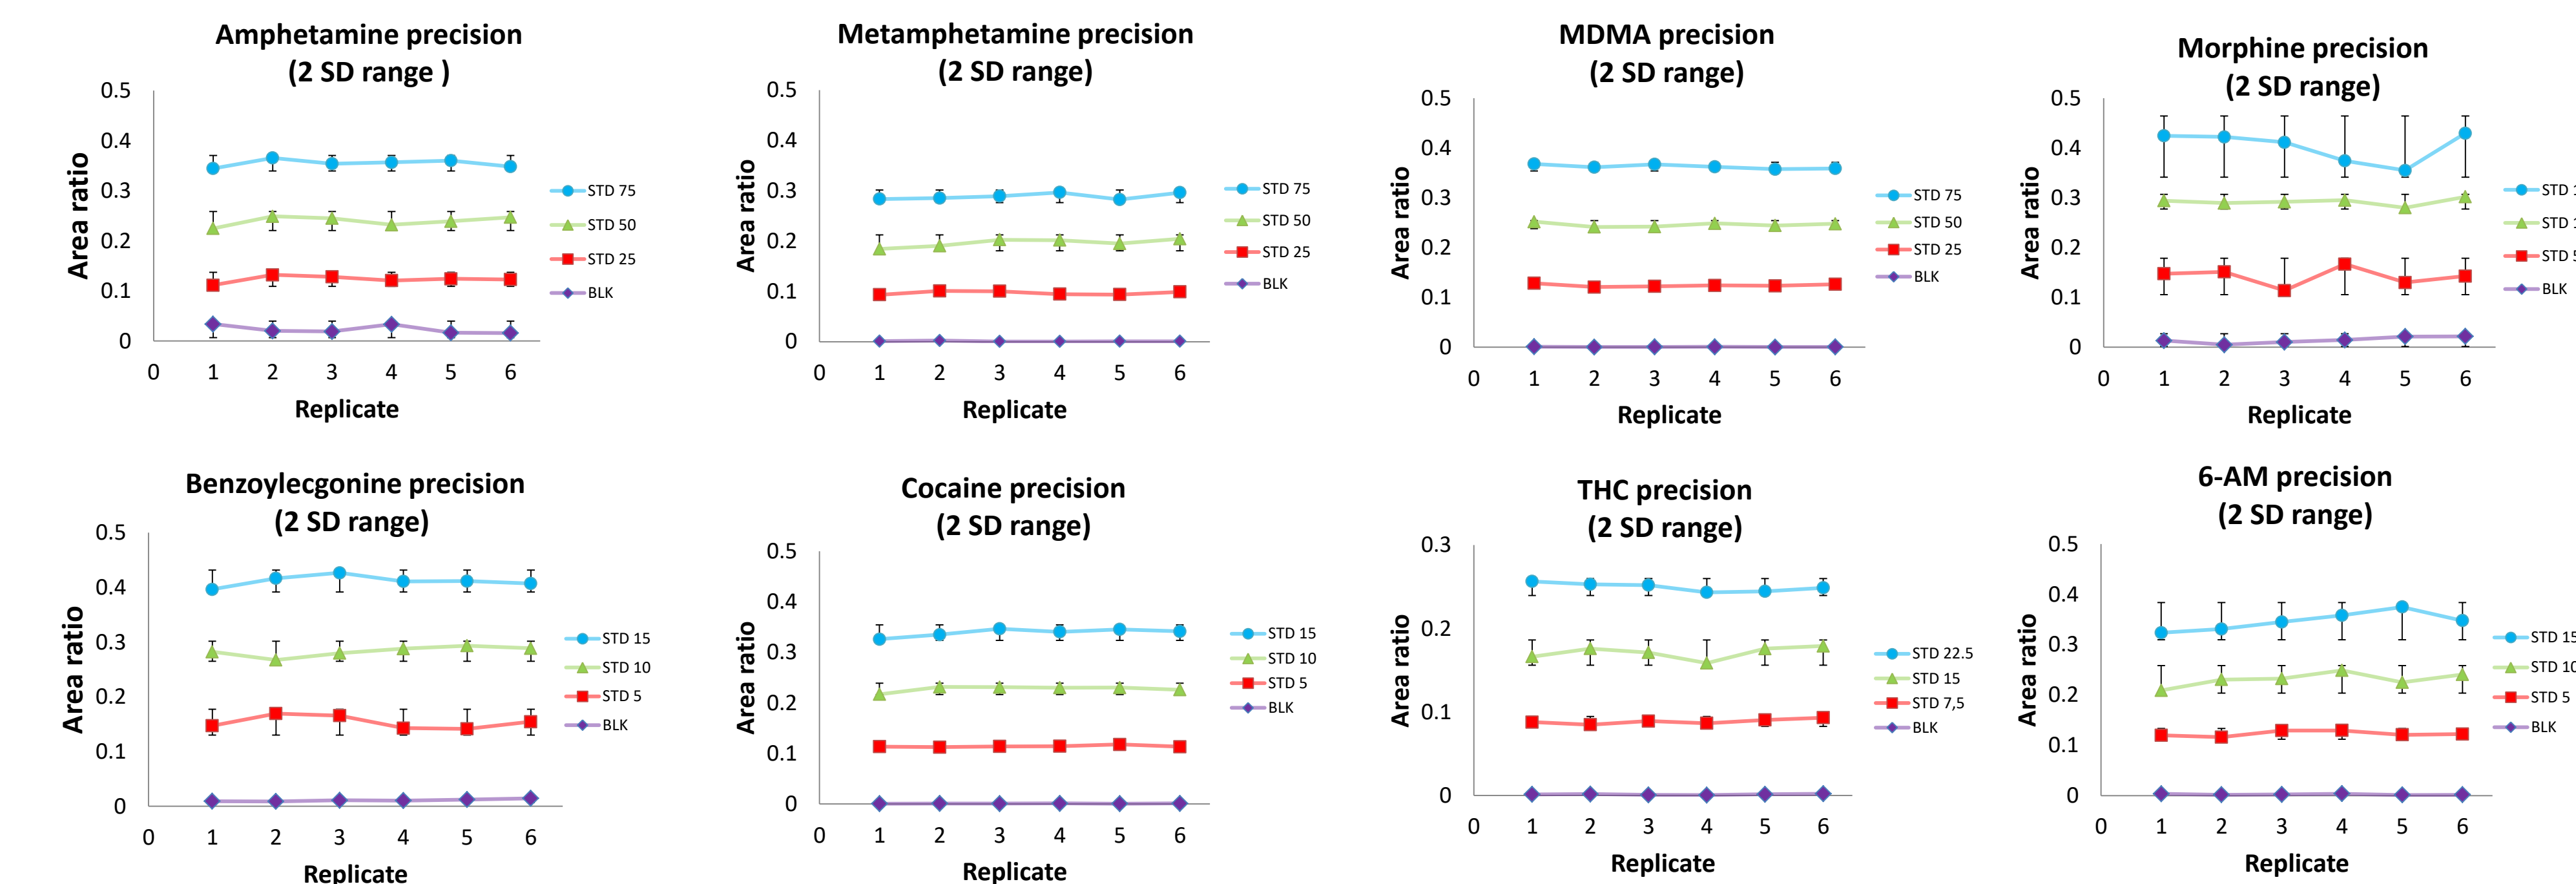 Amphetamine precision
(2 SD range )
0.5
0.4
0.3
0.2
0.1
0
Area ratio
0 1 2 3 4 5 6
Replicate
STD 75
STD 50
STD 25
BLK
Metamphetamine precision
(2 SD range)
0.5
0.4
0.3
0.2
0.1
0
Area ratio
0 1 2 3 4 5 6
Replicate
STD 75
STD 50
STD 25
BLK
MDMA precision
(2 SD range)
0.5
0.4
0.3
0.2
0.1
0
Area ratio
0 1 2 3 4 5 6
Replicate
STD 75
STD 50
STD 25
BLK
Morphine precision
(2 SD range)
0.5
0.4
0.3
0.2
0.1
0
Area ratio
0 1 2 3 4 5 6
Replicate
STD
STD
STD
BLK
Benzoylecgonine precision
(2 SD range)
0.5
0.4
0.3
0.2
0.1
0
Area ratio
0 1 2 3 4 5 6
Replicate
STD 15
STD 10
STD 5
BLK
Cocaine precision
(2 SD range)
0.5
0.4
0.3
0.2
0.1
0
Area ratio
0 1 2 3 4 5 6
Replicate
STD 15
STD 10
STD 5
BLK
THC precision
(2 SD range)
0.3
0.2
0.1
0
Area ratio
0 1 2 3 4 5 6
Replicate
STD 22.5
STD 15
STD 7,5
BLK
6-AM precision
(2 SD range)
0.5
0.4
0.3
0.2
0.1
0
Area ratio
0 1 2 3 4 5 6
Replicate
STD 15
STD 10
STD 5
BLK